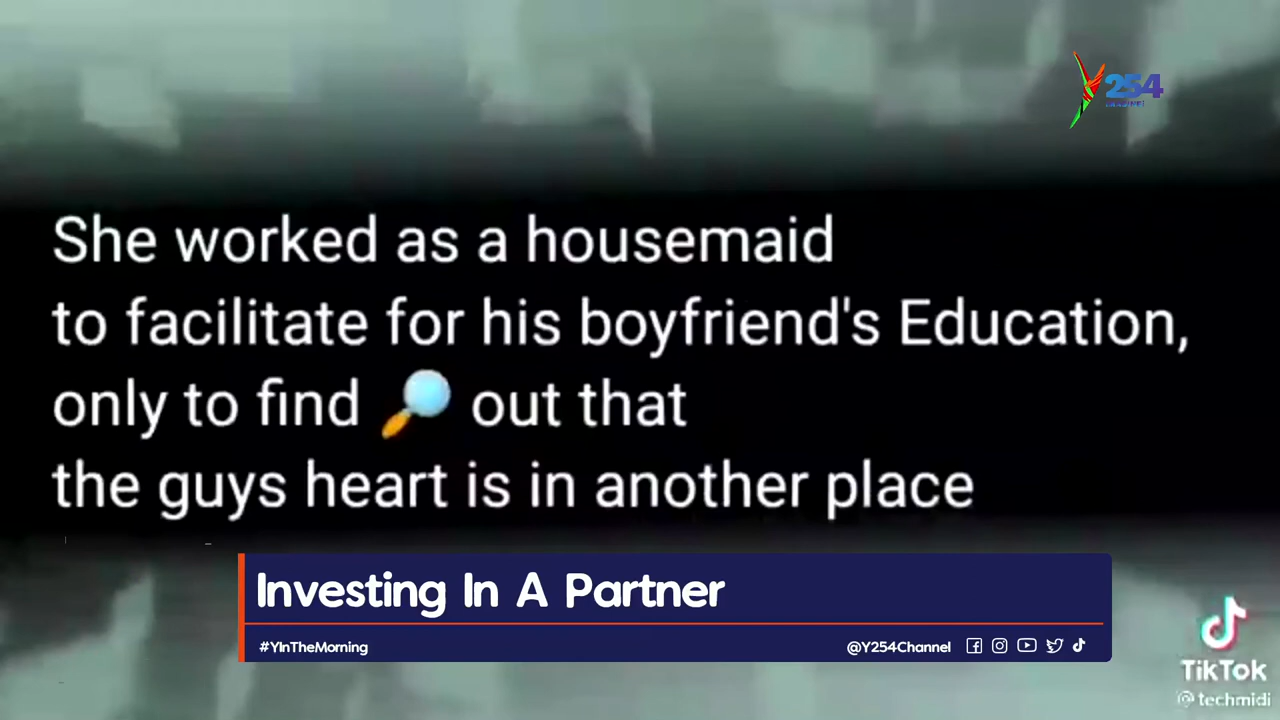 254
She worked as a housemaid
to facilitate for his boyfriend's Education,
only to find 🔎 out that
the guys heart is in another place
Investing In A Partner
#YInTheMorning
@Y254Channel
TikTok
@techmidi